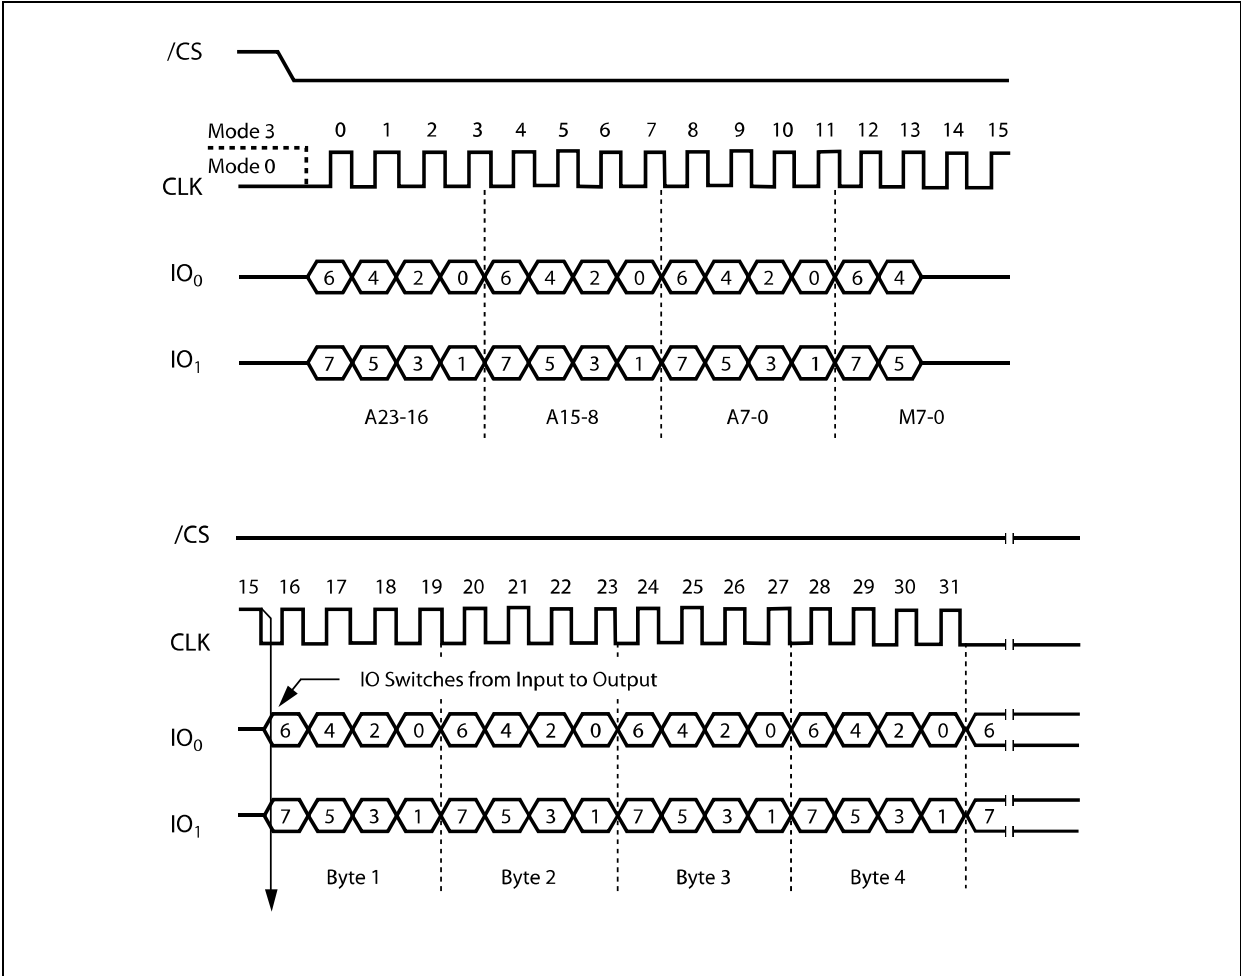 /CS
Mode 3
0 1 2 3 4 5 6 7 8 9 10 11 12 13 14 15
Mode 0
CLK
IO0 6 4 2 0 6 4 2 0 6 4 2 0 6 4
IO1 7 5 3 1 7 5 3 1 7 5 3 1 7 5
A23-16 A15-8 A7-0 M7-0
/CS
15 16 17 18 19 20 21 22 23 24 25 26 27 28 29 30 31
CLK
IO Switches from Input to Output
IO0 6 4 2 0 6 4 2 0 6 4 2 0 6 4 2 0 6
IO1 7 5 3 1 7 5 3 1 7 5 3 1 7 5 3 1 7
Byte 1 Byte 2 Byte 3 Byte 4